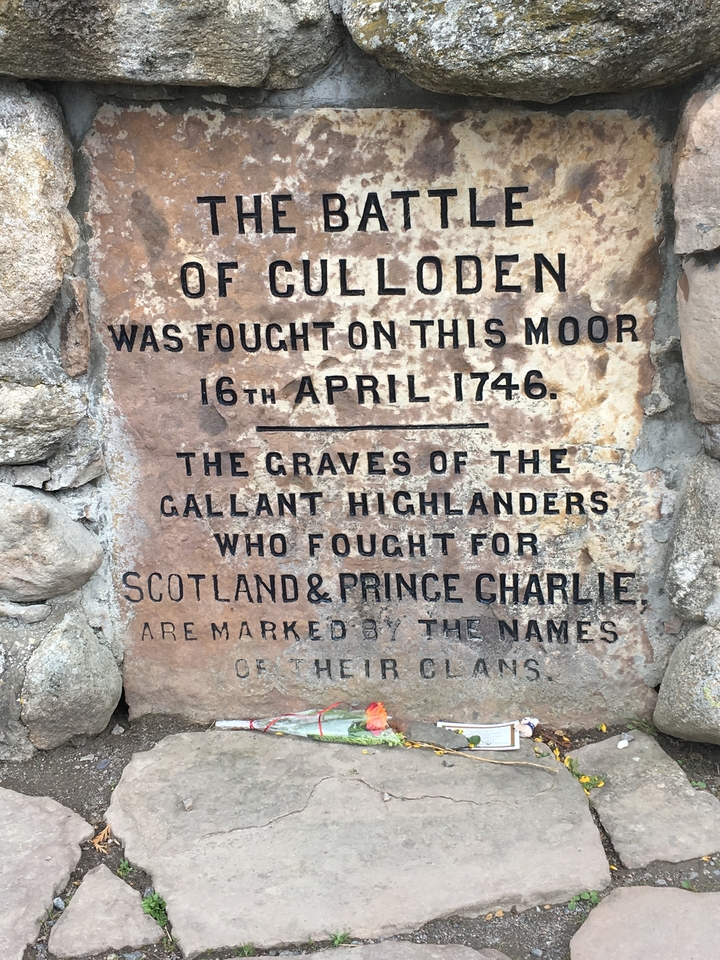 THE BATTLE
OF CULLODEN
WAS FOUGHT ON THIS MOOR
16TH APRIL 1746.
THE GRAVES OF THE
GALLANT HIGHLANDERS
WHO FOUGHT FOR
SCOTLAND & PRINCE CHARLIE,
ARE MARKED BY THE NAMES
OF THEIR CLANS.